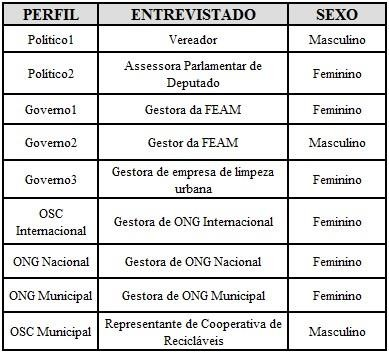 PERFIL ENTREVISTADO SEXO
Político1 Vereador Masculino
Político2 Assessora Parlamentar de Deputado Feminino
Governo1 Gestora da FEAM Feminino
Governo2 Gestor da FEAM Masculino
Governo3 Gestora de empresa de limpeza urbana Feminino
OSC Internacional Gestora de ONG Internacional Feminino
ONG Nacional Gestora de ONG Nacional Feminino
ONG Municipal Gestora de ONG Municipal Feminino
OSC Municipal Representante de Cooperativa de Recicláveis Masculino